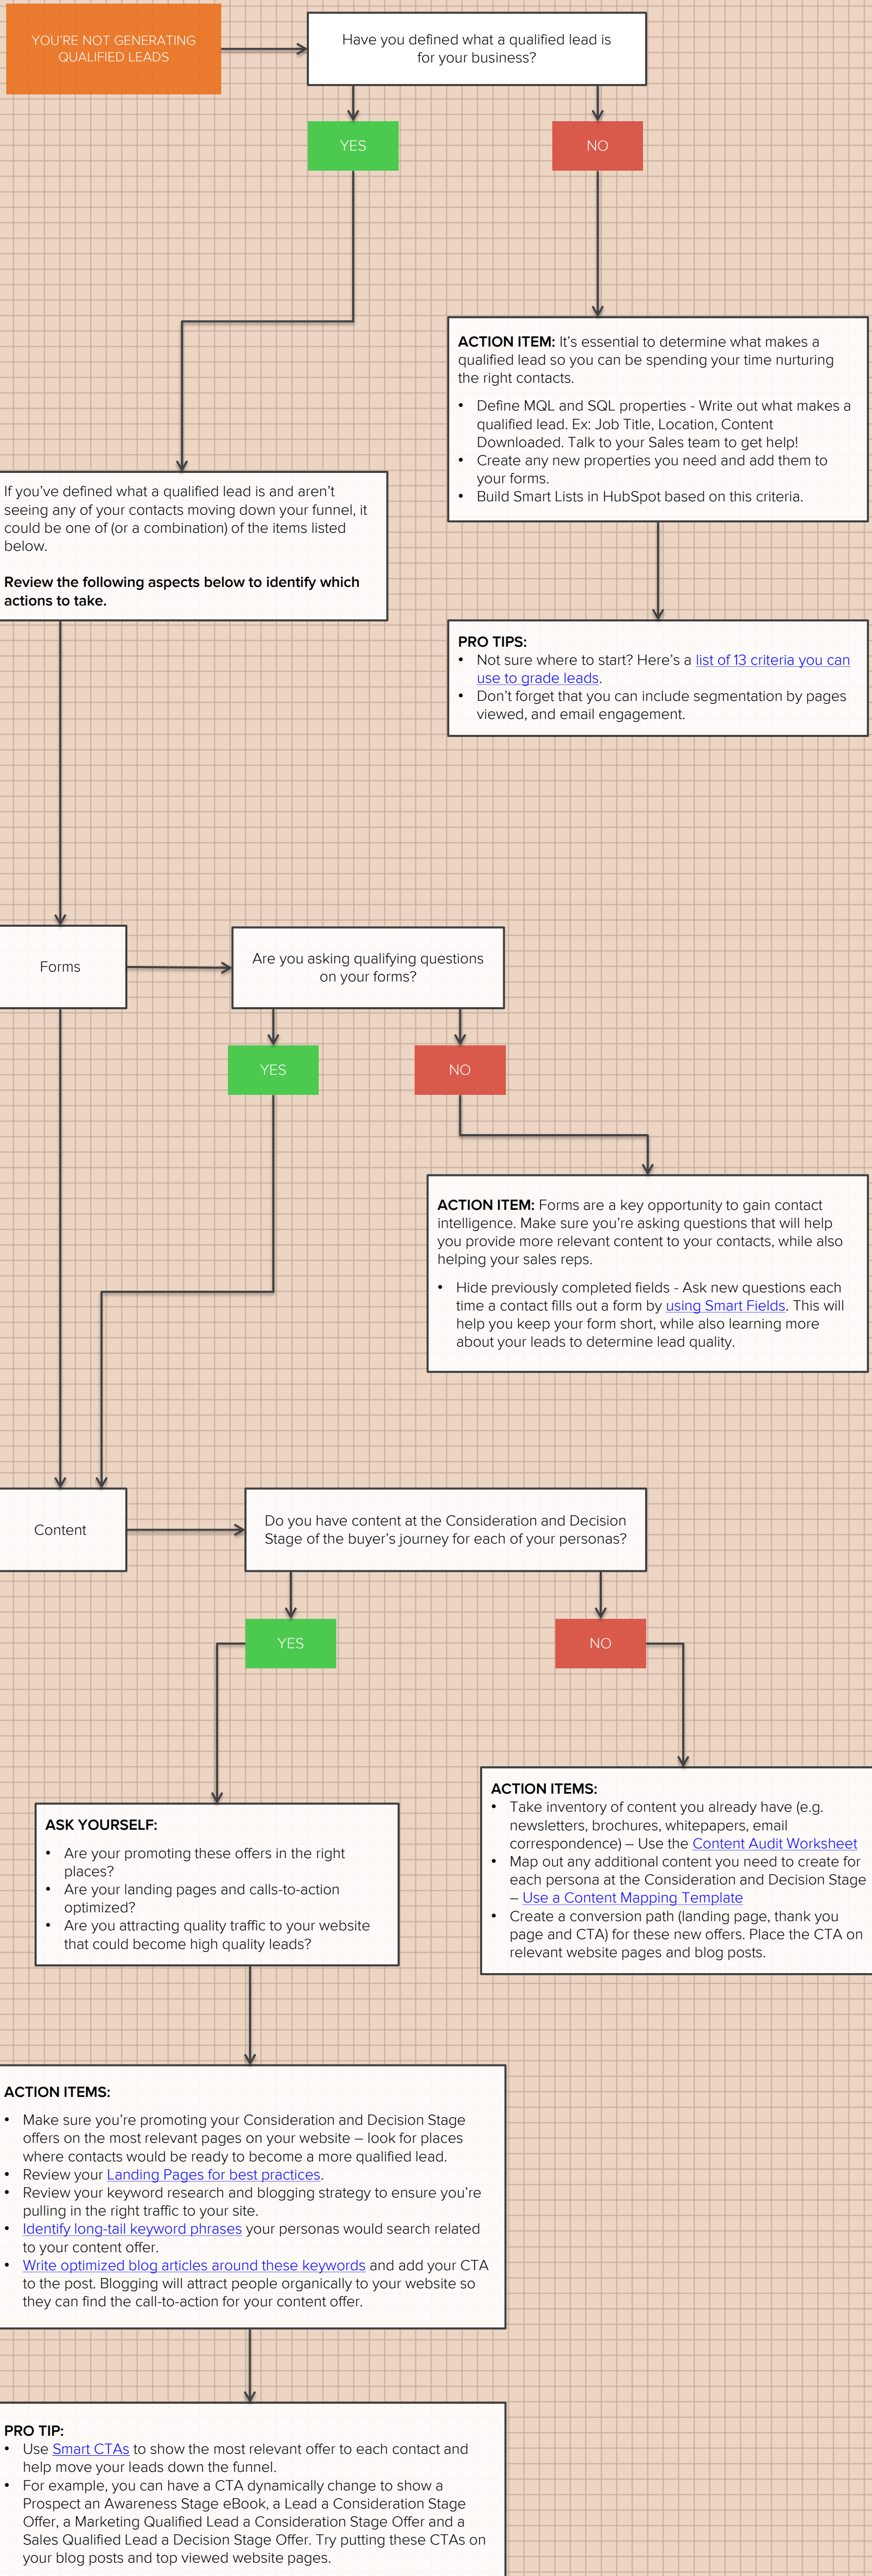 YOU'RE NOT GENERATING
QUALIFIED LEADS
Have you defined what a qualified lead is
for your business?
YES
NO
ACTION ITEM: It's essential to determine what makes a
qualified lead so you can be spending your time nurturing
the right contacts.
• Define MQL and SQL properties - Write out what makes a
qualified lead. Ex: Job Title, Location, Content
Downloaded. Talk to your Sales team to get help!
• Create any new properties you need and add them to
your forms.
• Build Smart Lists in HubSpot based on this criteria.
If you've defined what a qualified lead is and aren't
seeing any of your contacts moving down your funnel, it
could be one of (or a combination) of the items listed
below.
Review the following aspects below to identify which
actions to take.
PRO TIPS:
• Not sure where to start? Here's a list of 13 criteria you can
use to grade leads.
• Don't forget that you can include segmentation by pages
viewed, and email engagement.
Forms
Are you asking qualifying questions
on your forms?
YES
NO
ACTION ITEM: Forms are a key opportunity to gain contact
intelligence. Make sure you're asking questions that will help
you provide more relevant content to your contacts, while also
helping your sales reps.
• Hide previously completed fields - Ask new questions each
time a contact fills out a form by using Smart Fields. This will
help you keep your form short, while also learning more
about your leads to determine lead quality.
Content
Do you have content at the Consideration and Decision
Stage of the buyer's journey for each of your personas?
YES
NO
ACTION ITEMS:
• Take inventory of content you already have (e.g.
newsletters, brochures, whitepapers, email
correspondence) – Use the Content Audit Worksheet
• Map out any additional content you need to create for
each persona at the Consideration and Decision Stage
– Use a Content Mapping Template
• Create a conversion path (landing page, thank you
page and CTA) for these new offers. Place the CTA on
relevant website pages and blog posts.
ASK YOURSELF:
• Are your promoting these offers in the right
places?
• Are your landing pages and calls-to-action
optimized?
• Are you attracting quality traffic to your website
that could become high quality leads?
ACTION ITEMS:
• Make sure you're promoting your Consideration and Decision Stage
offers on the most relevant pages on your website – look for places
where contacts would be ready to become a more qualified lead.
• Review your Landing Pages for best practices.
• Review your keyword research and blogging strategy to ensure you're
pulling in the right traffic to your site.
• Identify long-tail keyword phrases your personas would search related
to your content offer.
• Write optimized blog articles around these keywords and add your CTA
to the post. Blogging will attract people organically to your website so
they can find the call-to-action for your content offer.
PRO TIP:
• Use Smart CTAs to show the most relevant offer to each contact and
help move your leads down the funnel.
• For example, you can have a CTA dynamically change to show a
Prospect an Awareness Stage eBook, a Lead a Consideration Stage
Offer, a Marketing Qualified Lead a Consideration Stage Offer and a
Sales Qualified Lead a Decision Stage Offer. Try putting these CTAs on
your blog posts and top viewed website pages.